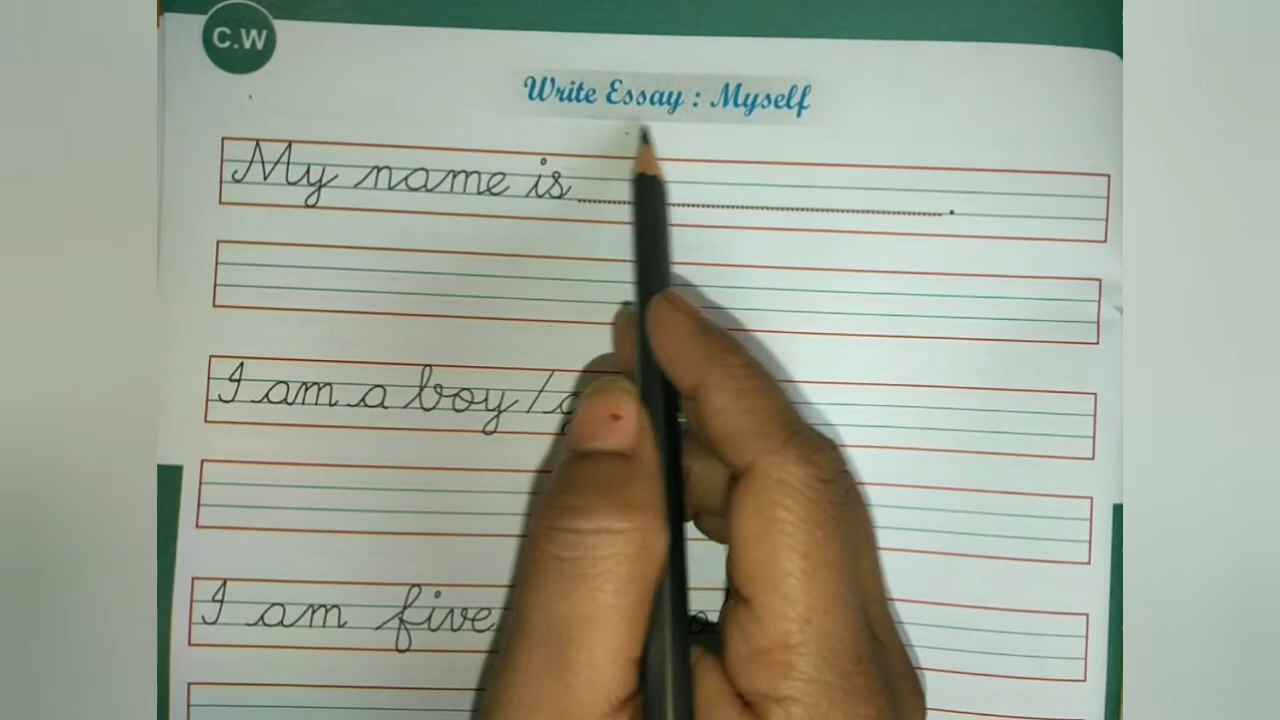 C.W
Write Essay : Myself
My name is .
I am a boy /
I am five